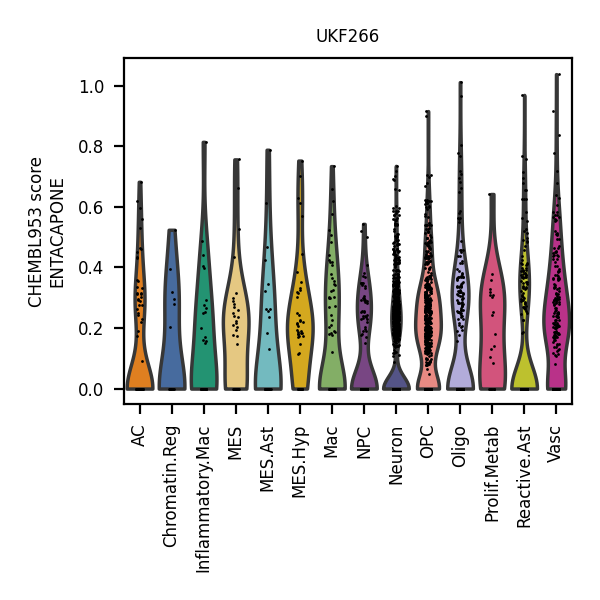 UKF266
CHEMBL953 score
ENTACAPONE
1.0
0.8
0.6
0.4
0.2
0.0
AC
Chromatin.Reg
Inflammatory.Mac
MES
MES.Ast
MES.Hyp
Mac
NPC
Neuron
OPC
Oligo
Prolif.Metab
Reactive.Ast
Vasc